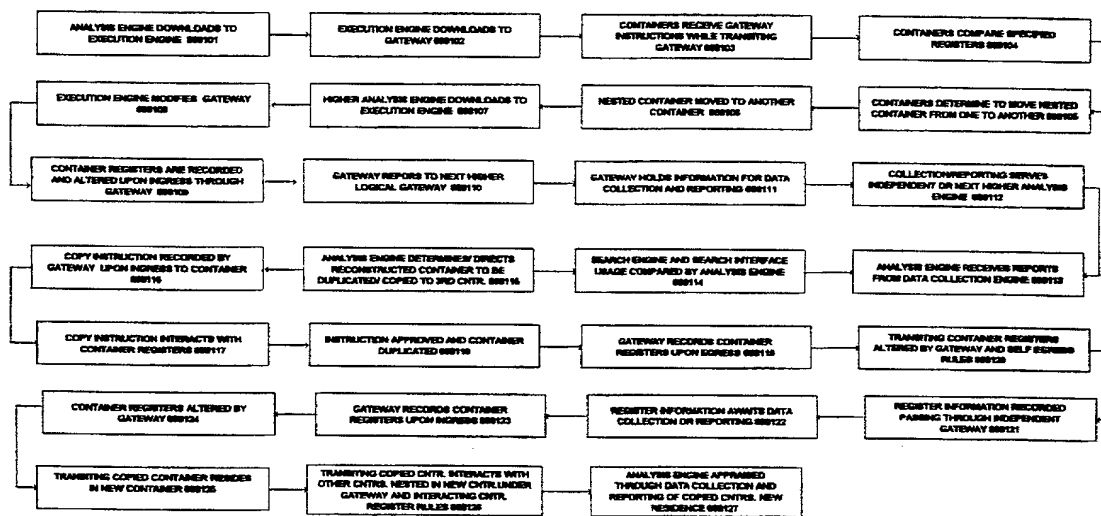 ANALYSIS ENGINE DOWNLOADS TO
EXECUTION ENGINE
EXECUTION ENGINE DOWNLOADS TO
GATEWAY
CONTAINERS RECEIVE GATEWAY
INSTRUCTIONS WHILE TRANSITING
GATEWAY
CONTAINERS COMPARE SPECIFIED
REGISTERS
CONTAINERS DETERMINE TO MOVE NESTED
CONTAINER FROM ONE TO ANOTHER
NESTED CONTAINER MOVED TO ANOTHER
CONTAINER
HIGHER ANALYSIS ENGINE DOWNLOADS TO
EXECUTION ENGINE
EXECUTION ENGINE MODIFIES GATEWAY
CONTAINER REGISTERS ARE RECORDED
AND ALTERED UPON INGRESS THROUGH
GATEWAY
GATEWAY REPORS TO NEXT HIGHER
LOGICAL GATEWAY
GATEWAY HOLDS INFORMATION FOR DATA
COLLECTION AND REPORTING
COLLECTION/REPORTING SERVES
INDEPENDENT OR NEXT HIGHER ANALYSIS
ENGINE
ANALYSIS ENGINE RECEIVES REPORTS
FROM DATA COLLECTION ENGINE
SEARCH ENGINE AND SEARCH INTERFACE
USAGE COMPARED BY ANALYSIS ENGINE
ANALYSIS ENGINE DETERMINES/ DIRECTS
RECONSTRUCTED CONTAINER TO BE
DUPLICATED/ COPIED TO 3RD CNTR.
COPY INSTRUCTION RECORDED BY
GATEWAY UPON INGRESS TO CONTAINER
COPY INSTRUCTION INTERACTS WITH
CONTAINER REGISTERS
INSTRUCTION APPROVED AND CONTAINER
DUPLICATED
GATEWAY RECORDS CONTAINER
REGISTERS UPON EGRESS
TRANSITING CONTAINER REGISTERS
ALTERED BY GATEWAY AND SELF EGRESS
RULES
REGISTER INFORMATION RECORDED
PASSING THROUGH INDEPENDENT
GATEWAY
REGISTER INFORMATION AWAITS DATA
COLLECTION OR REPORTING
GATEWAY RECORDS CONTAINER
REGISTERS UPON INGRESS
CONTAINER REGISTERS ALTERED BY
GATEWAY
TRANSITING COPIED CONTAINER RESIDES
IN NEW CONTAINER
TRANSITING COPIED CNTR. INTERACTS WITH
OTHER CNTRS. NESTED IN NEW CNTR.UNDER
GATEWAY AND INTERACTING CNTR.
REGISTER RULES
ANALYSIS ENGINE APPRAISED
THROUGH DATA COLLECTION AND
REPORTING OF COPIED CNTRS. NEW
RESIDENCE